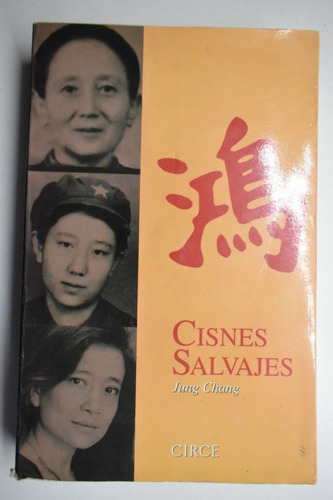 鴻
CISNES
SALVAJES
Jung Chang
CIRCE